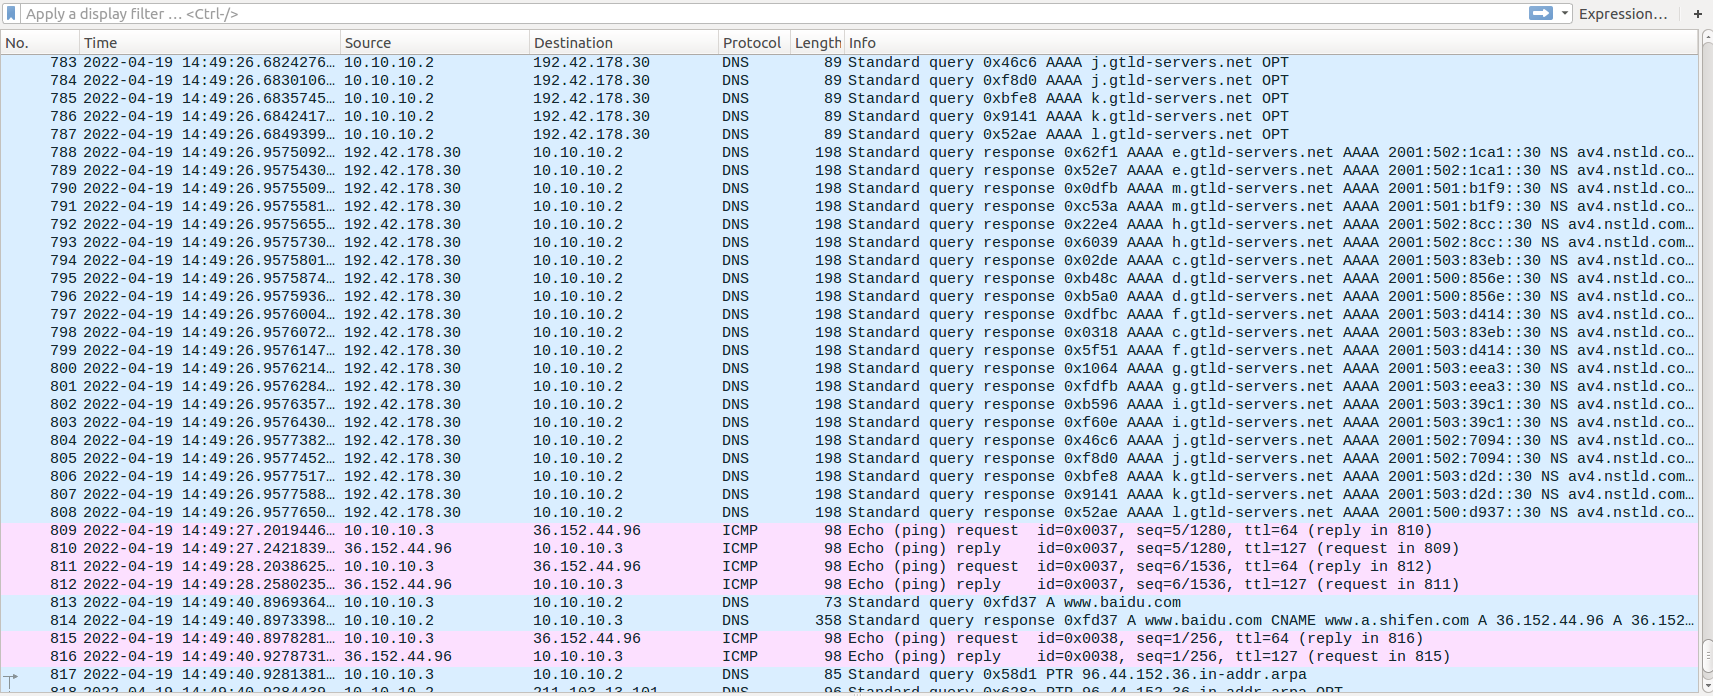 Apply a display filter … <Ctrl-/> Expression… +
No. Time Source Destination Protocol Length Info
783 2022-04-19 14:49:26.6824276… 10.10.10.2 192.42.178.30 DNS 89 Standard query 0x46c6 AAAA j.gtld-servers.net OPT
784 2022-04-19 14:49:26.6830106… 10.10.10.2 192.42.178.30 DNS 89 Standard query 0xf8d0 AAAA j.gtld-servers.net OPT
785 2022-04-19 14:49:26.6835745… 10.10.10.2 192.42.178.30 DNS 89 Standard query 0xbfe8 AAAA k.gtld-servers.net OPT
786 2022-04-19 14:49:26.6842417… 10.10.10.2 192.42.178.30 DNS 89 Standard query 0x9141 AAAA k.gtld-servers.net OPT
787 2022-04-19 14:49:26.6849399… 10.10.10.2 192.42.178.30 DNS 89 Standard query 0x52ae AAAA l.gtld-servers.net OPT
788 2022-04-19 14:49:26.9575092… 192.42.178.30 10.10.10.2 DNS 198 Standard query response 0x62f1 AAAA e.gtld-servers.net AAAA 2001:502:1ca1::30 NS av4.nstld.co…
789 2022-04-19 14:49:26.9575430… 192.42.178.30 10.10.10.2 DNS 198 Standard query response 0x52e7 AAAA e.gtld-servers.net AAAA 2001:502:1ca1::30 NS av4.nstld.co…
790 2022-04-19 14:49:26.9575509… 192.42.178.30 10.10.10.2 DNS 198 Standard query response 0x0dfb AAAA m.gtld-servers.net AAAA 2001:501:b1f9::30 NS av4.nstld.co…
791 2022-04-19 14:49:26.9575581… 192.42.178.30 10.10.10.2 DNS 198 Standard query response 0xc53a AAAA m.gtld-servers.net AAAA 2001:501:b1f9::30 NS av4.nstld.co…
792 2022-04-19 14:49:26.9575655… 192.42.178.30 10.10.10.2 DNS 198 Standard query response 0x22e4 AAAA h.gtld-servers.net AAAA 2001:502:8cc::30 NS av4.nstld.com…
793 2022-04-19 14:49:26.9575730… 192.42.178.30 10.10.10.2 DNS 198 Standard query response 0x6039 AAAA h.gtld-servers.net AAAA 2001:502:8cc::30 NS av4.nstld.com…
794 2022-04-19 14:49:26.9575801… 192.42.178.30 10.10.10.2 DNS 198 Standard query response 0x02de AAAA c.gtld-servers.net AAAA 2001:503:83eb::30 NS av4.nstld.co…
795 2022-04-19 14:49:26.9575874… 192.42.178.30 10.10.10.2 DNS 198 Standard query response 0xb48c AAAA d.gtld-servers.net AAAA 2001:500:856e::30 NS av4.nstld.co…
796 2022-04-19 14:49:26.9575936… 192.42.178.30 10.10.10.2 DNS 198 Standard query response 0xb5a0 AAAA d.gtld-servers.net AAAA 2001:500:856e::30 NS av4.nstld.co…
797 2022-04-19 14:49:26.9576004… 192.42.178.30 10.10.10.2 DNS 198 Standard query response 0xdfbc AAAA f.gtld-servers.net AAAA 2001:503:d414::30 NS av4.nstld.co…
798 2022-04-19 14:49:26.9576072… 192.42.178.30 10.10.10.2 DNS 198 Standard query response 0x0318 AAAA c.gtld-servers.net AAAA 2001:503:83eb::30 NS av4.nstld.co…
799 2022-04-19 14:49:26.9576147… 192.42.178.30 10.10.10.2 DNS 198 Standard query response 0x5f51 AAAA f.gtld-servers.net AAAA 2001:503:d414::30 NS av4.nstld.co…
800 2022-04-19 14:49:26.9576214… 192.42.178.30 10.10.10.2 DNS 198 Standard query response 0x1064 AAAA g.gtld-servers.net AAAA 2001:503:eea3::30 NS av4.nstld.co…
801 2022-04-19 14:49:26.9576284… 192.42.178.30 10.10.10.2 DNS 198 Standard query response 0xfdfb AAAA g.gtld-servers.net AAAA 2001:503:eea3::30 NS av4.nstld.co…
802 2022-04-19 14:49:26.9576357… 192.42.178.30 10.10.10.2 DNS 198 Standard query response 0xb596 AAAA i.gtld-servers.net AAAA 2001:503:39c1::30 NS av4.nstld.co…
803 2022-04-19 14:49:26.9576430… 192.42.178.30 10.10.10.2 DNS 198 Standard query response 0xf60e AAAA i.gtld-servers.net AAAA 2001:503:39c1::30 NS av4.nstld.co…
804 2022-04-19 14:49:26.9577382… 192.42.178.30 10.10.10.2 DNS 198 Standard query response 0x46c6 AAAA j.gtld-servers.net AAAA 2001:502:7094::30 NS av4.nstld.co…
805 2022-04-19 14:49:26.9577452… 192.42.178.30 10.10.10.2 DNS 198 Standard query response 0xf8d0 AAAA j.gtld-servers.net AAAA 2001:502:7094::30 NS av4.nstld.co…
806 2022-04-19 14:49:26.9577517… 192.42.178.30 10.10.10.2 DNS 198 Standard query response 0xbfe8 AAAA k.gtld-servers.net AAAA 2001:503:d2d::30 NS av4.nstld.com…
807 2022-04-19 14:49:26.9577588… 192.42.178.30 10.10.10.2 DNS 198 Standard query response 0x9141 AAAA k.gtld-servers.net AAAA 2001:503:d2d::30 NS av4.nstld.com…
808 2022-04-19 14:49:26.9577650… 192.42.178.30 10.10.10.2 DNS 198 Standard query response 0x52ae AAAA l.gtld-servers.net AAAA 2001:500:d937::30 NS av4.nstld.co…
809 2022-04-19 14:49:27.2019446… 10.10.10.3 36.152.44.96 ICMP 98 Echo (ping) request id=0x0037, seq=5/1280, ttl=64 (reply in 810)
810 2022-04-19 14:49:27.2421839… 36.152.44.96 10.10.10.3 ICMP 98 Echo (ping) reply id=0x0037, seq=5/1280, ttl=127 (request in 809)
811 2022-04-19 14:49:28.2038625… 10.10.10.3 36.152.44.96 ICMP 98 Echo (ping) request id=0x0037, seq=6/1536, ttl=64 (reply in 812)
812 2022-04-19 14:49:28.2580235… 36.152.44.96 10.10.10.3 ICMP 98 Echo (ping) reply id=0x0037, seq=6/1536, ttl=127 (request in 811)
813 2022-04-19 14:49:40.8969364… 10.10.10.3 10.10.10.2 DNS 73 Standard query 0xfd37 A www.baidu.com
814 2022-04-19 14:49:40.8973398… 10.10.10.2 10.10.10.3 DNS 358 Standard query response 0xfd37 A www.baidu.com CNAME www.a.shifen.com A 36.152.44.96 A 36.152…
815 2022-04-19 14:49:40.8978281… 10.10.10.3 36.152.44.96 ICMP 98 Echo (ping) request id=0x0038, seq=1/256, ttl=64 (reply in 816)
816 2022-04-19 14:49:40.9278731… 36.152.44.96 10.10.10.3 ICMP 98 Echo (ping) reply id=0x0038, seq=1/256, ttl=127 (request in 815)
817 2022-04-19 14:49:40.9281381… 10.10.10.3 10.10.10.2 DNS 85 Standard query 0x58d1 PTR 96.44.152.36.in-addr.arpa